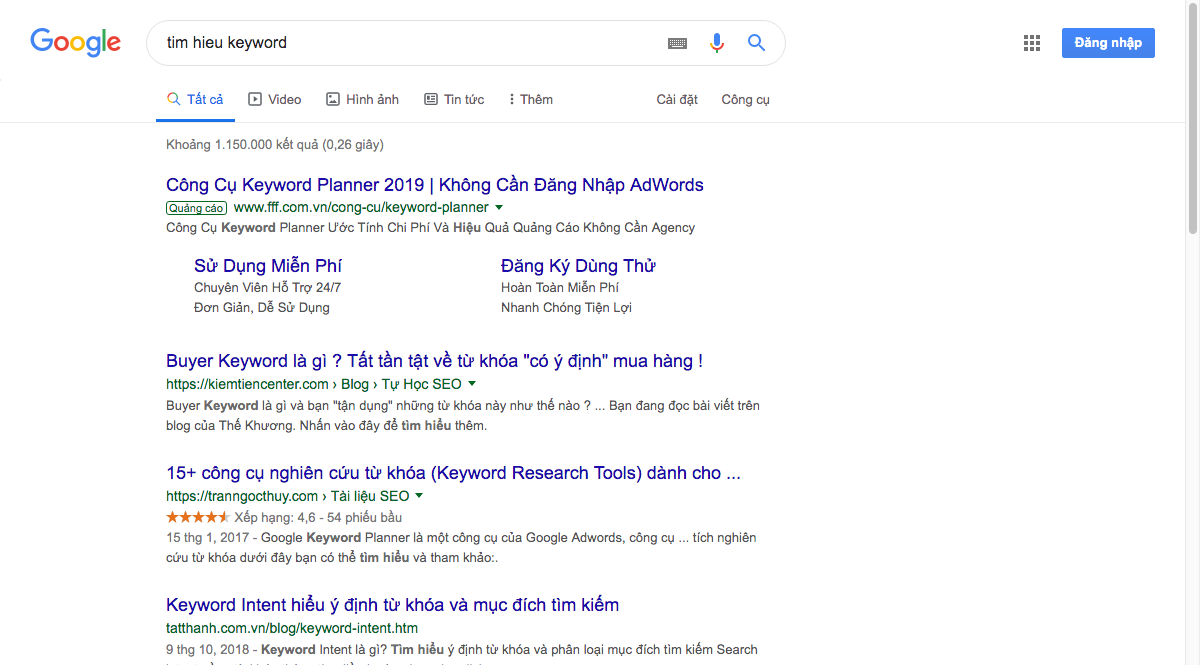 Google
tim hieu keyword
Đăng nhập
Tất cả Video Hình ảnh Tin tức Thêm Cài đặt Công cụ
Khoảng 1.150.000 kết quả (0,26 giây)
Công Cụ Keyword Planner 2019 | Không Cần Đăng Nhập AdWords
Quảng cáo www.fff.com.vn/cong-cu/keyword-planner
Công Cụ Keyword Planner Ước Tính Chi Phí Và Hiệu Quả Quảng Cáo Không Cần Agency
Sử Dụng Miễn Phí
Chuyên Viên Hỗ Trợ 24/7
Đơn Giản, Dễ Sử Dụng
Đăng Ký Dùng Thử
Hoàn Toàn Miễn Phí
Nhanh Chóng Tiện Lợi
Buyer Keyword là gì ? Tất tần tật về từ khóa "có ý định" mua hàng !
https://kiemtiencenter.com › Blog › Tự Học SEO
Buyer Keyword là gì và bạn "tận dụng" những từ khóa này như thế nào ? ... Bạn đang đọc bài viết trên
blog của Thế Khương. Nhấn vào đây để tìm hiểu thêm.
15+ công cụ nghiên cứu từ khóa (Keyword Research Tools) dành cho ...
https://tranngocthuy.com › Tài liệu SEO
Xếp hạng: 4,6 - 54 phiếu bầu
15 thg 1, 2017 - Google Keyword Planner là một công cụ của Google Adwords, công cụ ... tích nghiên
cứu từ khóa dưới đây bạn có thể tìm hiểu và tham khảo:.
Keyword Intent hiểu ý định từ khóa và mục đích tìm kiếm
tatthanh.com.vn/blog/keyword-intent.htm
9 thg 10, 2018 - Keyword Intent là gì? Tìm hiểu ý định từ khóa và phân loại mục đích tìm kiếm Search